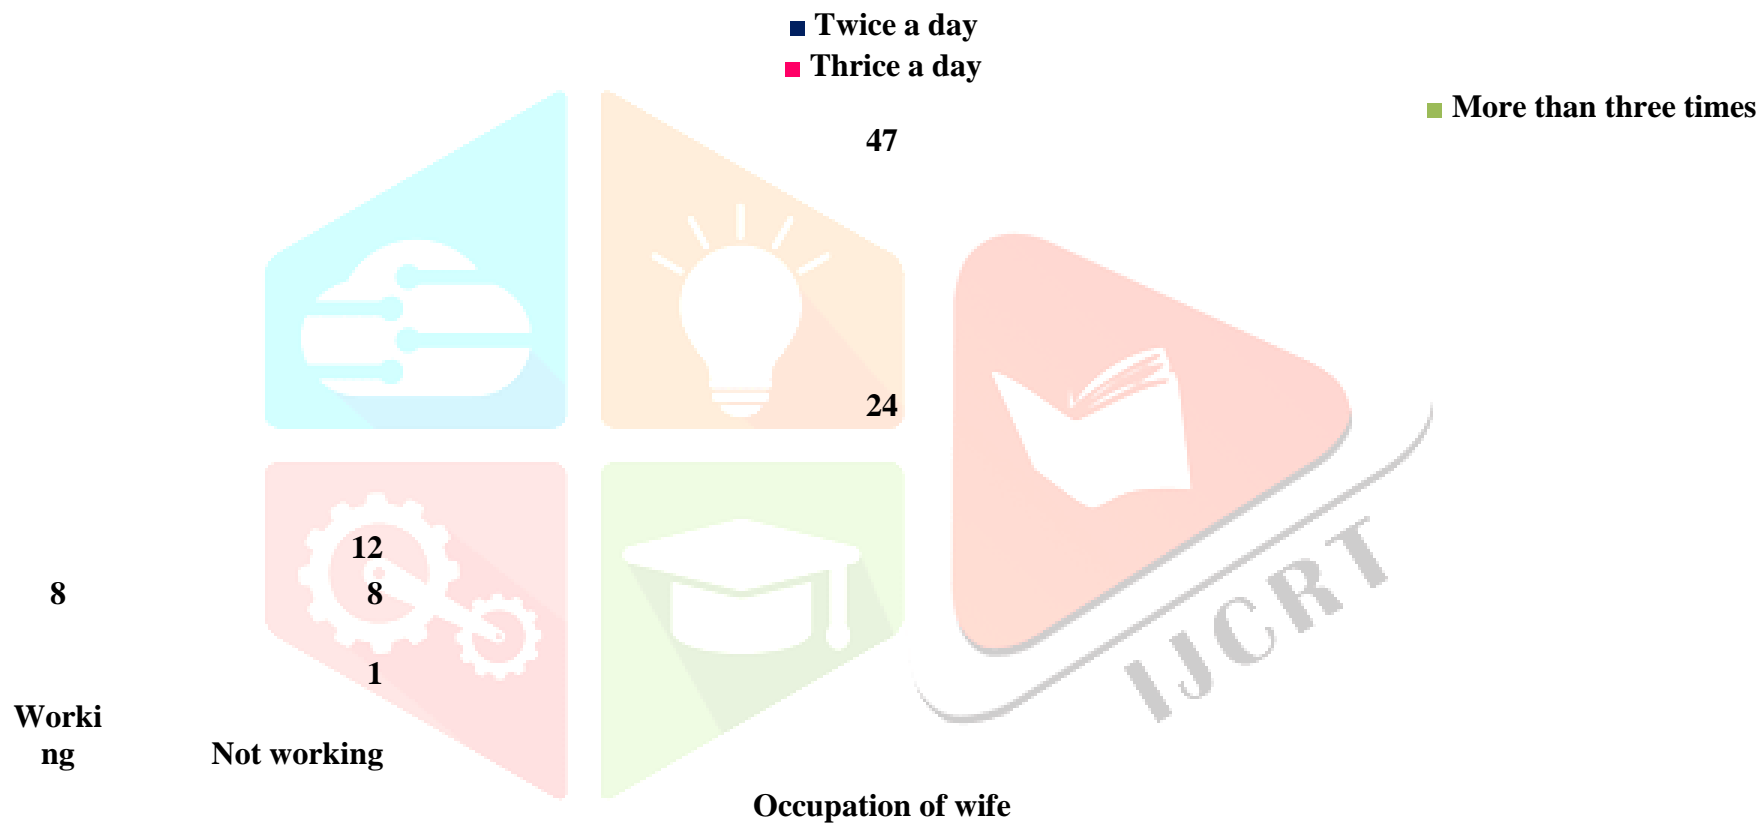 Twice a day
Thrice a day
More than three times
47
24
12
8
8
1
Worki
ng
Not working
Occupation of wife
IJCRT